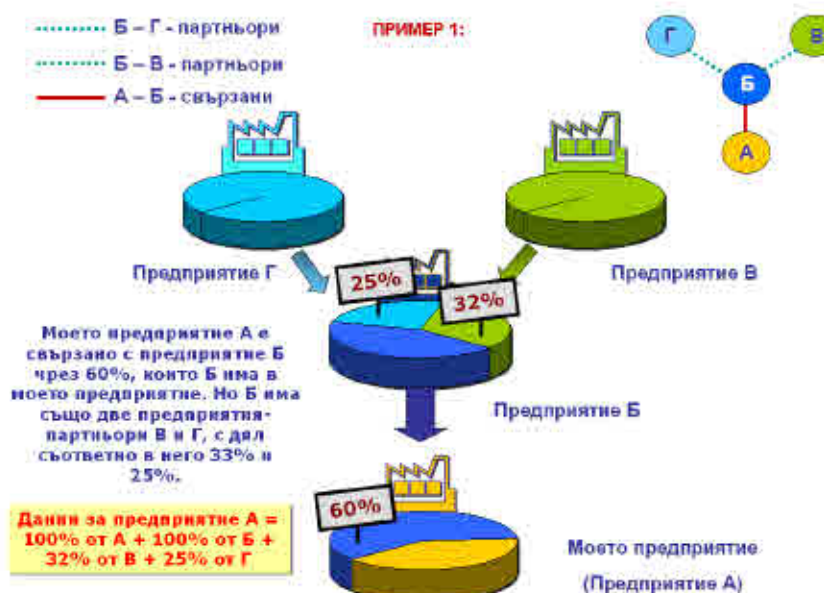 Б – Г - партньори
Б – В - партньори
А – Б - свързани
ПРИМЕР 1:
Г
В
Б
А
Предприятие Г
Предприятие В
25%
32%
Моето предприятие А е
свързано с предприятие Б
чрез 60%, които Б има в
моето предприятие. Но Б има
също две предприятия-
партньори В и Г, с дял
съответно в него 33% и
25%.
Предприятие Б
60%
Данни за предприятие А =
100% от А + 100% от Б +
32% от В + 25% от Г
Моето предприятие
(Предприятие А)